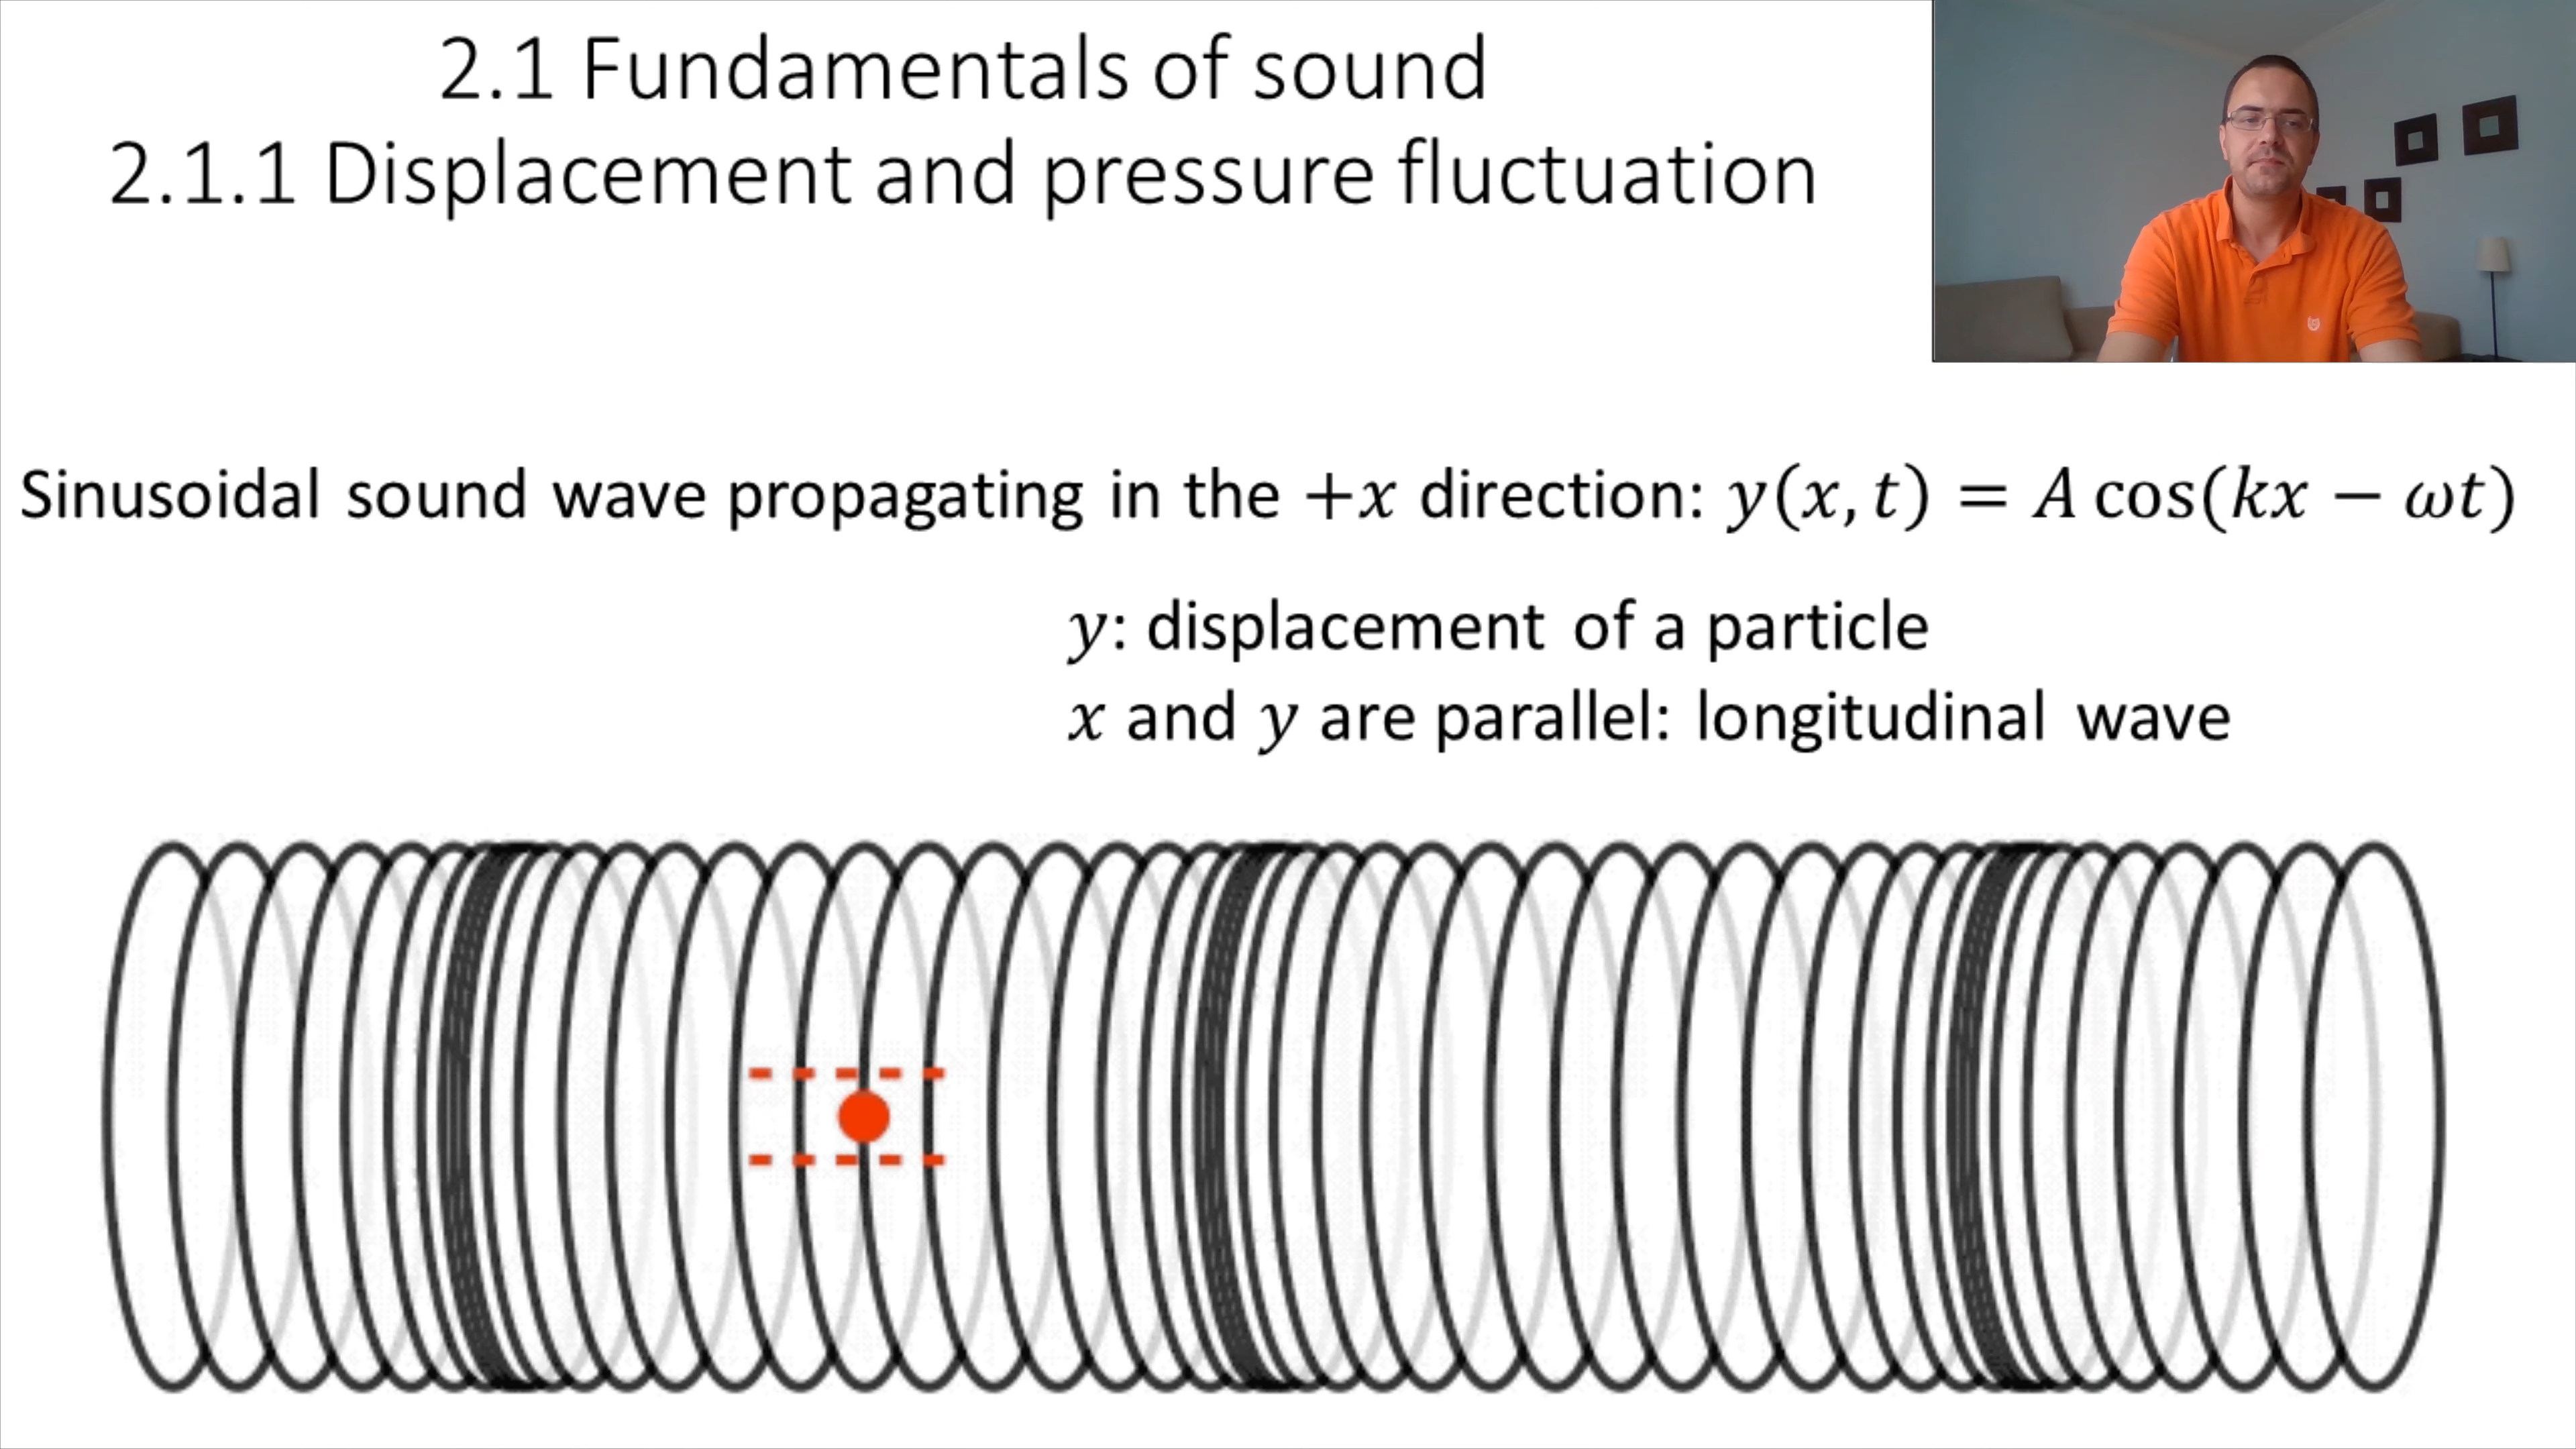 2.1 Fundamentals of sound
2.1.1 Displacement and pressure fluctuation
Sinusoidal sound wave propagating in the +x direction: y(x, t) = A cos(kx − ωt)
y: displacement of a particle
x and y are parallel: longitudinal wave